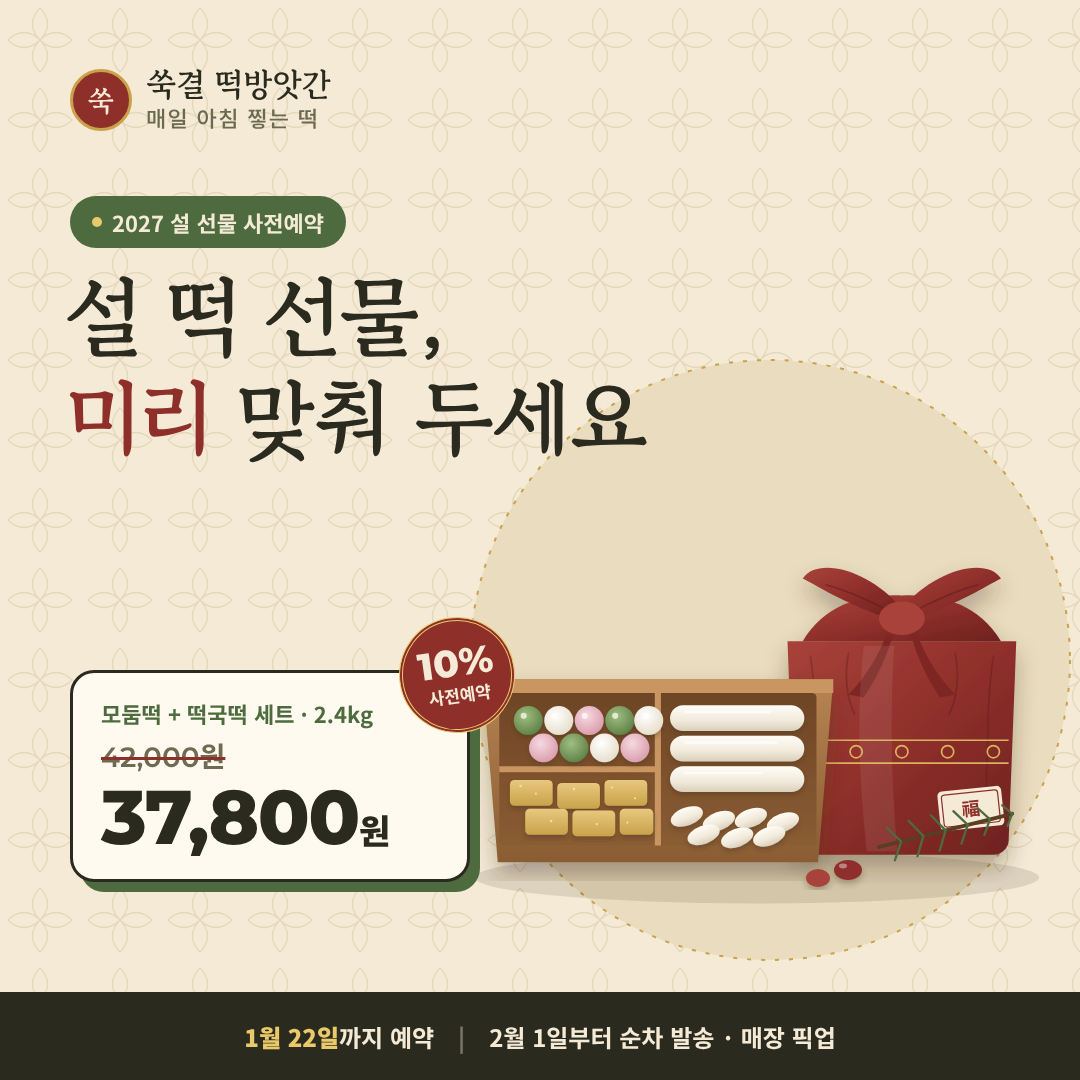 쑥
쑥결 떡방앗간
매일 아침 찧는 떡
2027 설 선물 사전예약
설 떡 선물,
미리 맞춰 두세요
10%
사전예약
모둠떡 + 떡국떡 세트 · 2.4kg
42,000원
37,800원
福
1월 22일까지 예약 | 2월 1일부터 순차 발송 · 매장 픽업